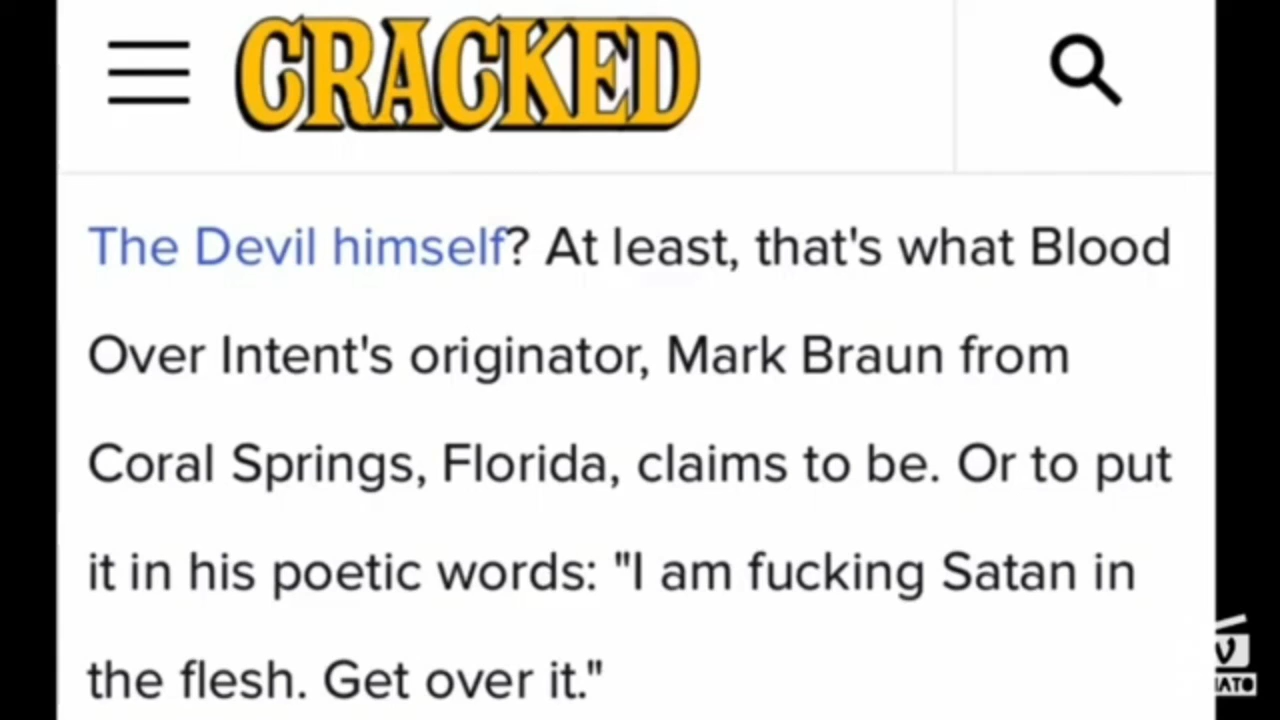 CRACKED
The Devil himself? At least, that's what Blood
Over Intent's originator, Mark Braun from
Coral Springs, Florida, claims to be. Or to put
it in his poetic words: "I am fucking Satan in
the flesh. Get over it."